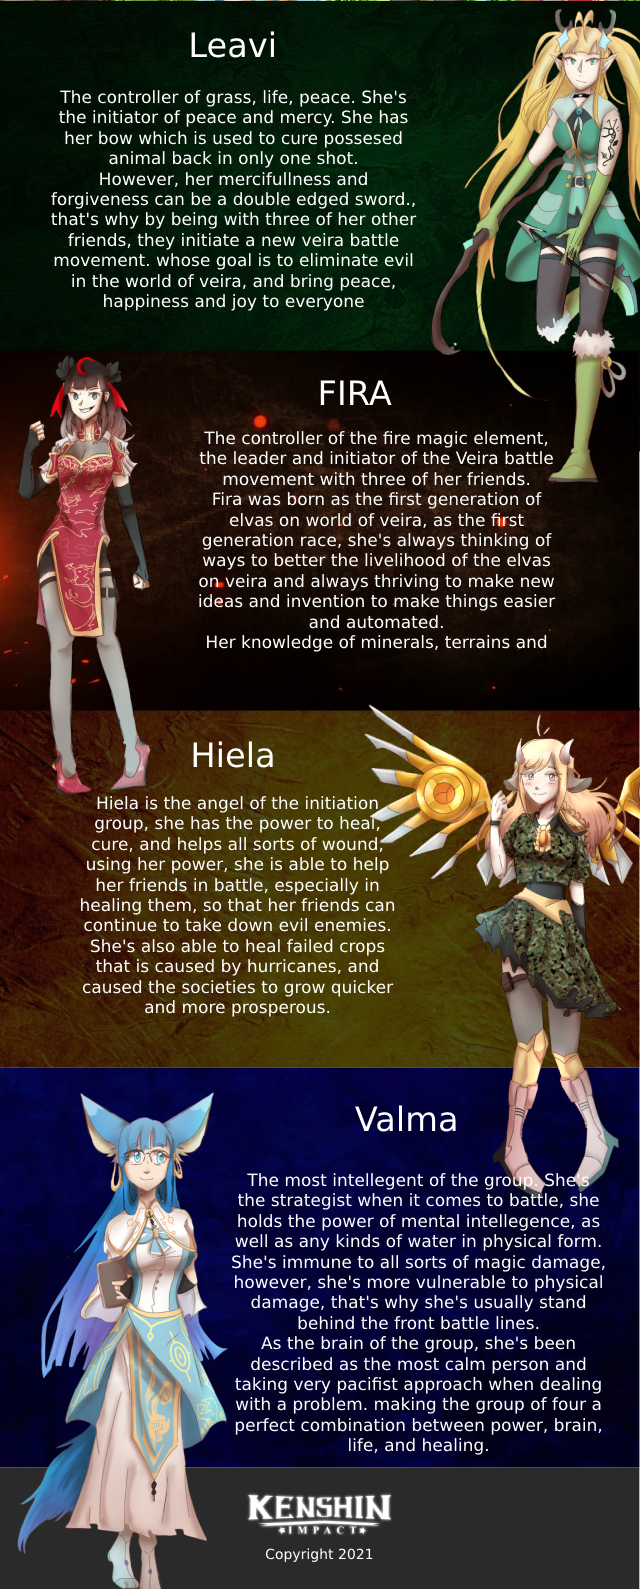 Leavi
The controller of grass, life, peace. She's
the initiator of peace and mercy. She has
her bow which is used to cure possesed
animal back in only one shot.
However, her mercifullness and
forgiveness can be a double edged sword.,
that's why by being with three of her other
friends, they initiate a new veira battle
movement. whose goal is to eliminate evil
in the world of veira, and bring peace,
happiness and joy to everyone
FIRA
The controller of the fire magic element,
the leader and initiator of the Veira battle
movement with three of her friends.
Fira was born as the first generation of
elvas on world of veira, as the first
generation race, she's always thinking of
ways to better the livelihood of the elvas
on veira and always thriving to make new
ideas and invention to make things easier
and automated.
Her knowledge of minerals, terrains and
Hiela
Hiela is the angel of the initiation
group, she has the power to heal,
cure, and helps all sorts of wound,
using her power, she is able to help
her friends in battle, especially in
healing them, so that her friends can
continue to take down evil enemies.
She's also able to heal failed crops
that is caused by hurricanes, and
caused the societies to grow quicker
and more prosperous.
Valma
The most intellegent of the group. She's
the strategist when it comes to battle, she
holds the power of mental intellegence, as
well as any kinds of water in physical form.
She's immune to all sorts of magic damage,
however, she's more vulnerable to physical
damage, that's why she's usually stand
behind the front battle lines.
As the brain of the group, she's been
described as the most calm person and
taking very pacifist approach when dealing
with a problem. making the group of four a
perfect combination between power, brain,
life, and healing.
KENSHIN
IMPACT
Copyright 2021